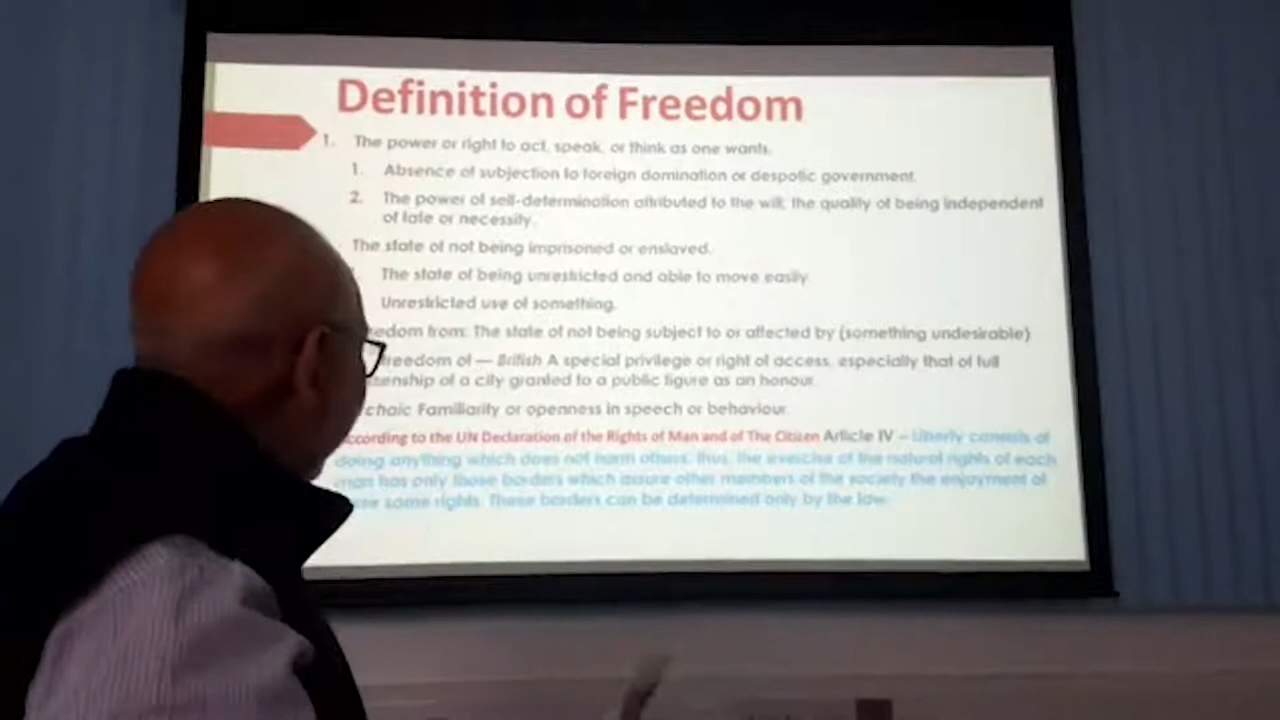 Definition of Freedom
1. The power or right to act, speak, or think as one wants.
1. Absence of subjection to foreign domination or despotic government.
2. The power of self-determination attributed to the will; the quality of being independent
of fate or necessity.
The state of not being imprisoned or enslaved.
The state of being unrestricted and able to move easily
Unrestricted use of something.
edom from: The state of not being subject to or affected by (something undesirable)
freedom of — British A special privilege or right of access, especially that of full
zenship of a city granted to a public figure as an honour.
chaic Familiarity or openness in speech or behaviour.
ccording to the UN Declaration of the Rights of Man and of The Citizen Article IV – Liberty consists of
doing anything which does not harm others: thus, the exercise of the natural rights of each
man has only those borders which assure other members of the society the enjoyment of
same rights. These borders can be determined only by the law.